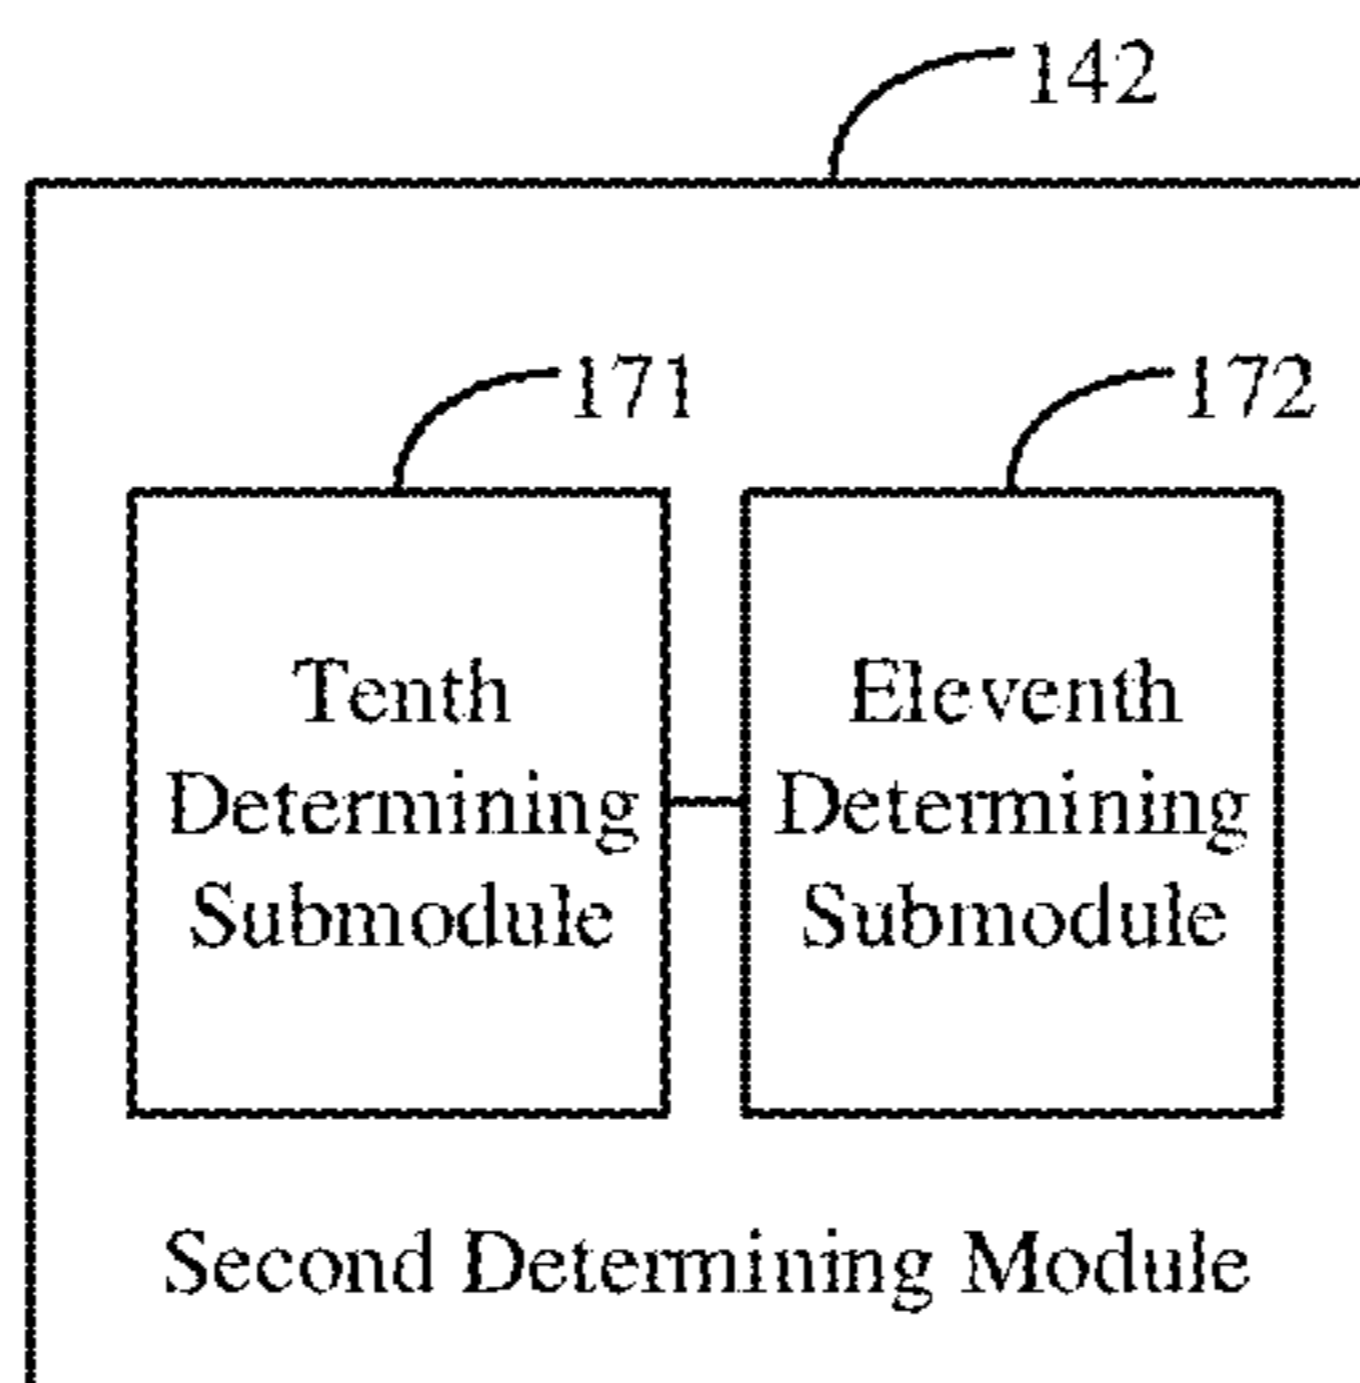 142
171
172
Tenth
Determining
Submodule
Eleventh
Determining
Submodule
Second Determining Module